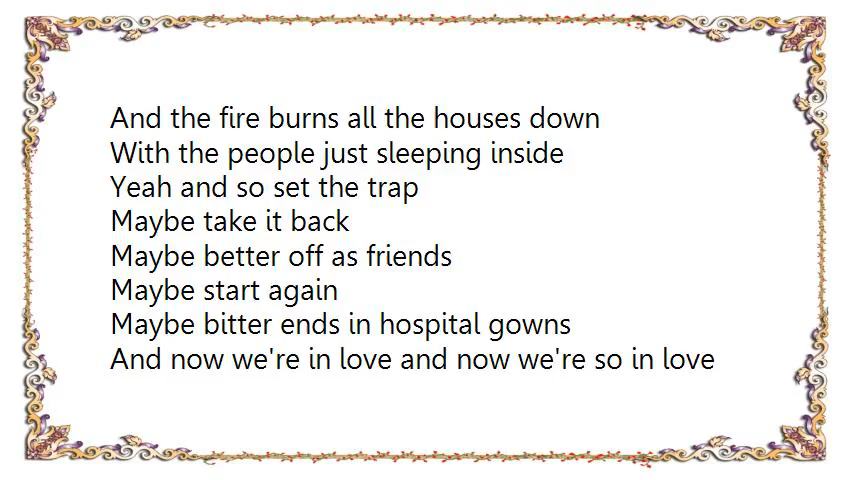 And the fire burns all the houses down
With the people just sleeping inside
Yeah and so set the trap
Maybe take it back
Maybe better off as friends
Maybe start again
Maybe bitter ends in hospital gowns
And now we're in love and now we're so in love